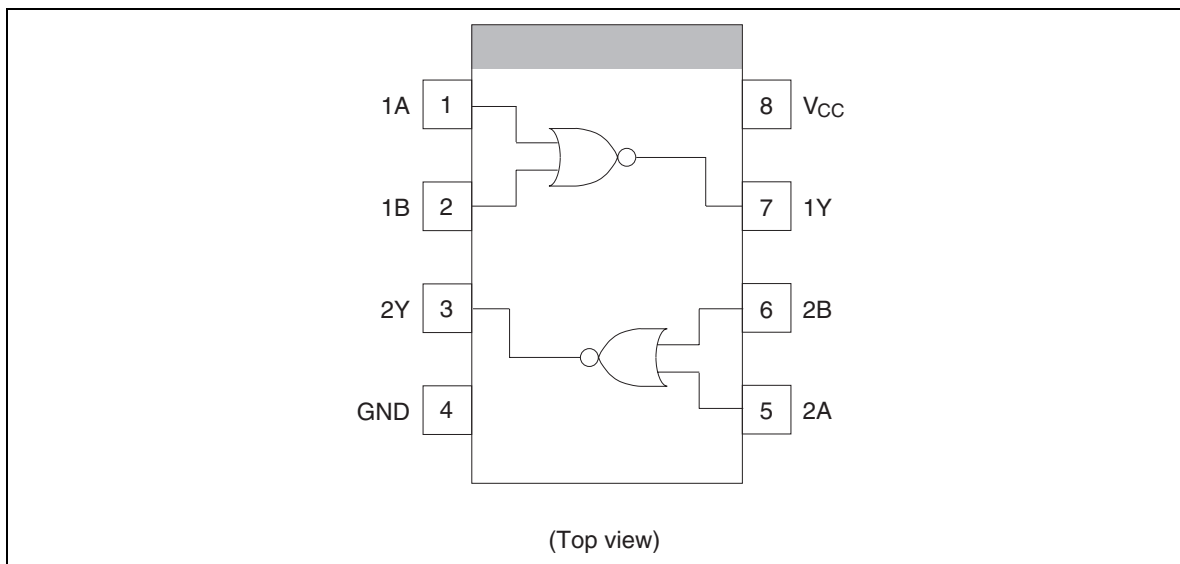 1A 1 8 VCC
1B 2 7 1Y
2Y 3 6 2B
GND 4 5 2A
(Top view)